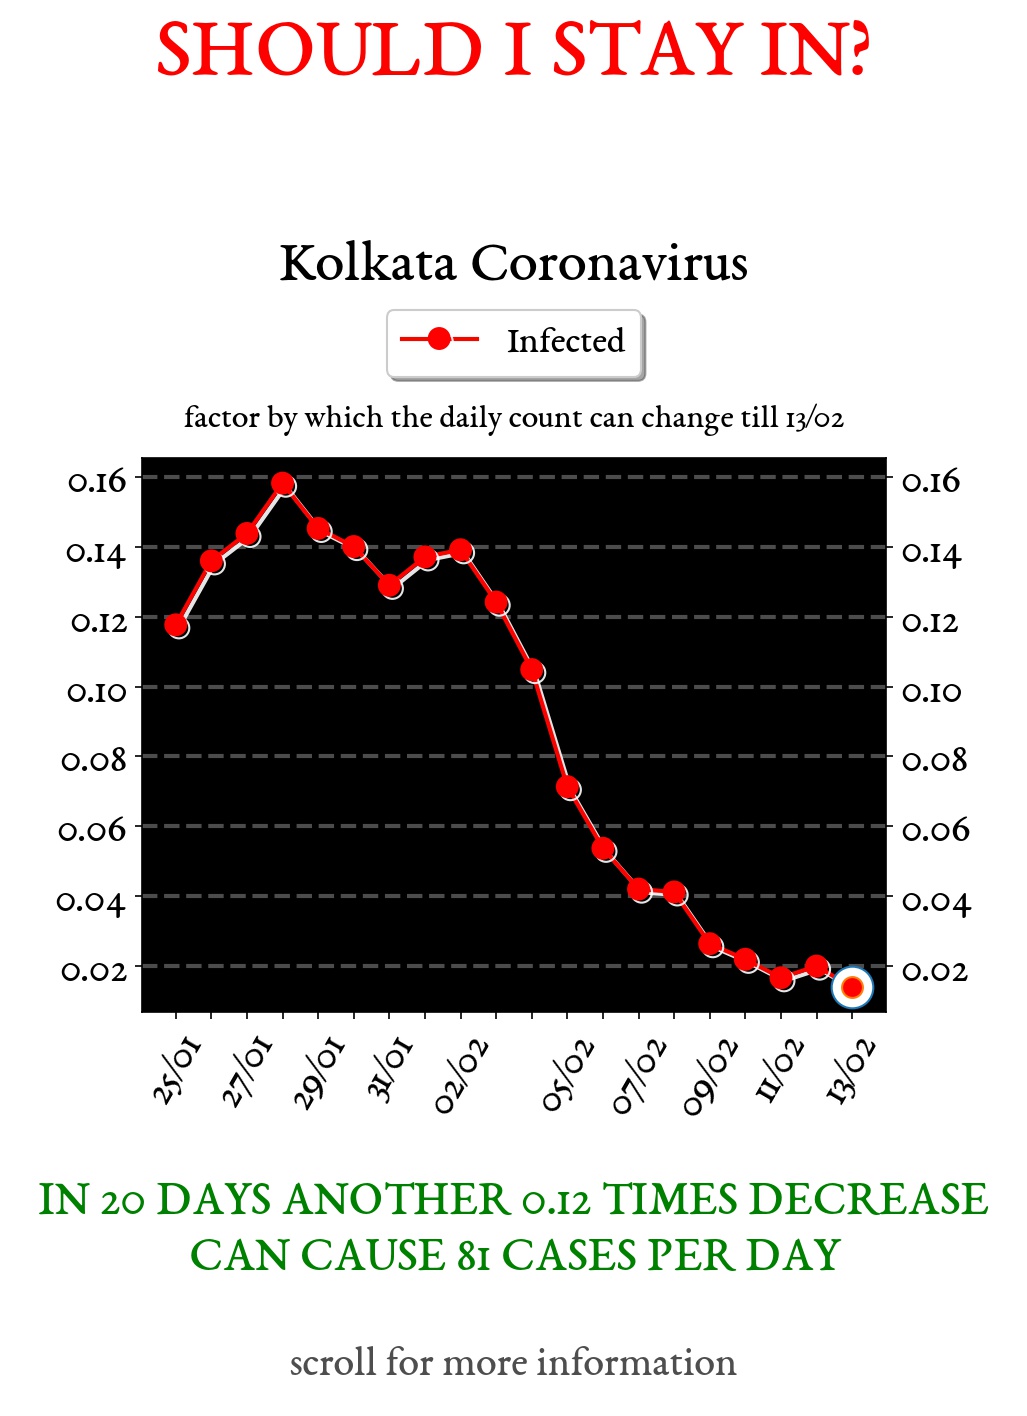 SHOULD I STAY IN?
Kolkata Coronavirus
Infected
factor by which the daily count can change till 13/02
0.16 0.16
0.14 0.14
0.12 0.12
0.10 0.10
0.08 0.08
0.06 0.06
0.04 0.04
0.02 0.02
25/01 27/01 29/01 31/01 02/02 05/02 07/02 09/02 11/02 13/02
IN 20 DAYS ANOTHER 0.12 TIMES DECREASE
CAN CAUSE 81 CASES PER DAY
scroll for more information